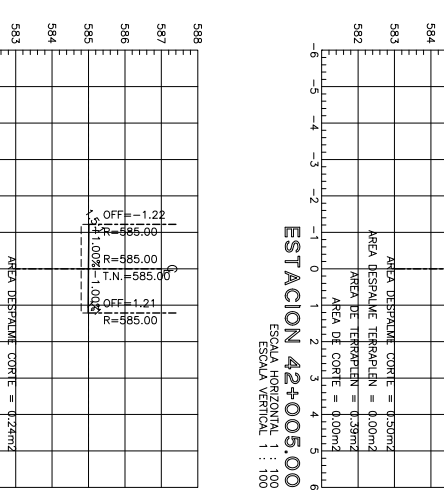 584
583
582
-6 -5 -4 -3 -2 -1 0 1 2 3 4 5 6
AREA DESPALME CORTE = 0.50m2
AREA DESPALME TERRAPLEN = 0.00m2
AREA DE TERRAPLEN = 0.39m2
AREA DE CORTE = 0.00m2
ESTACION 42+005.00
ESCALA HORIZONTAL 1 : 100
ESCALA VERTICAL 1 : 100
588
587
586
585
584
583
OFF=-1.22
R=585.00
R=585.00
T.N.=585.00
OFF=1.21
R=585.00
+1.00%
-1.00%
AREA DESPALME CORTE = 0.24m2